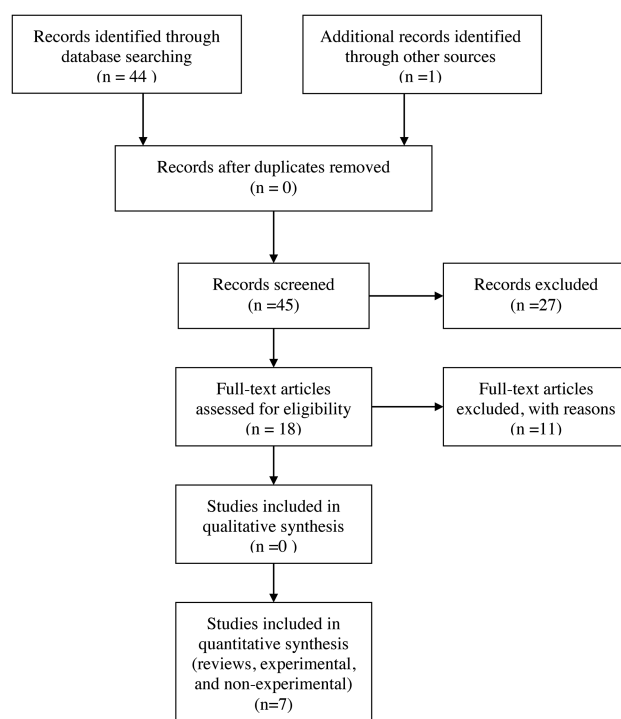 Records identified through
database searching
(n = 44 )
Additional records identified
through other sources
(n =1)
Records after duplicates removed
(n = 0)
Records screened
(n =45)
Records excluded
(n =27)
Full-text articles
assessed for eligibility
(n = 18)
Full-text articles
excluded, with reasons
(n =11)
Studies included in
qualitative synthesis
(n =0 )
Studies included in
quantitative synthesis
(reviews, experimental,
and non-experimental)
(n=7)